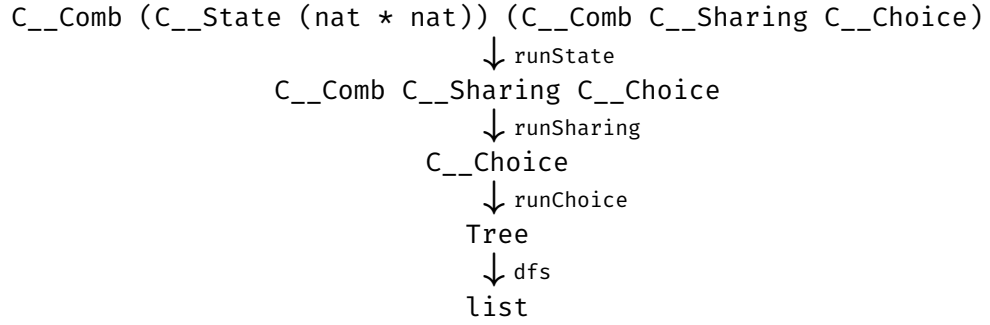 C__Comb (C__State (nat * nat)) (C__Comb C__Sharing C__Choice)
runState
C__Comb C__Sharing C__Choice
runSharing
C__Choice
runChoice
Tree
dfs
list